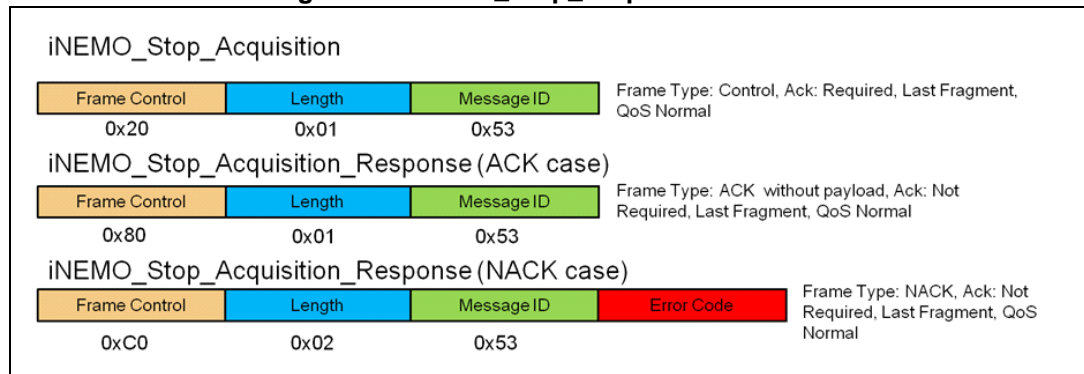 iNEMO_Stop_Acquisition
Frame Control Length Message ID
Frame Type: Control, Ack: Required, Last Fragment,
QoS Normal
0x20 0x01 0x53
iNEMO_Stop_Acquisition_Response (ACK case)
Frame Control Length Message ID
Frame Type: ACK without payload, Ack: Not
Required, Last Fragment, QoS Normal
0x80 0x01 0x53
iNEMO_Stop_Acquisition_Response (NACK case)
Frame Control Length Message ID Error Code
Frame Type: NACK, Ack: Not
Required, Last Fragment, QoS
Normal
0xC0 0x02 0x53